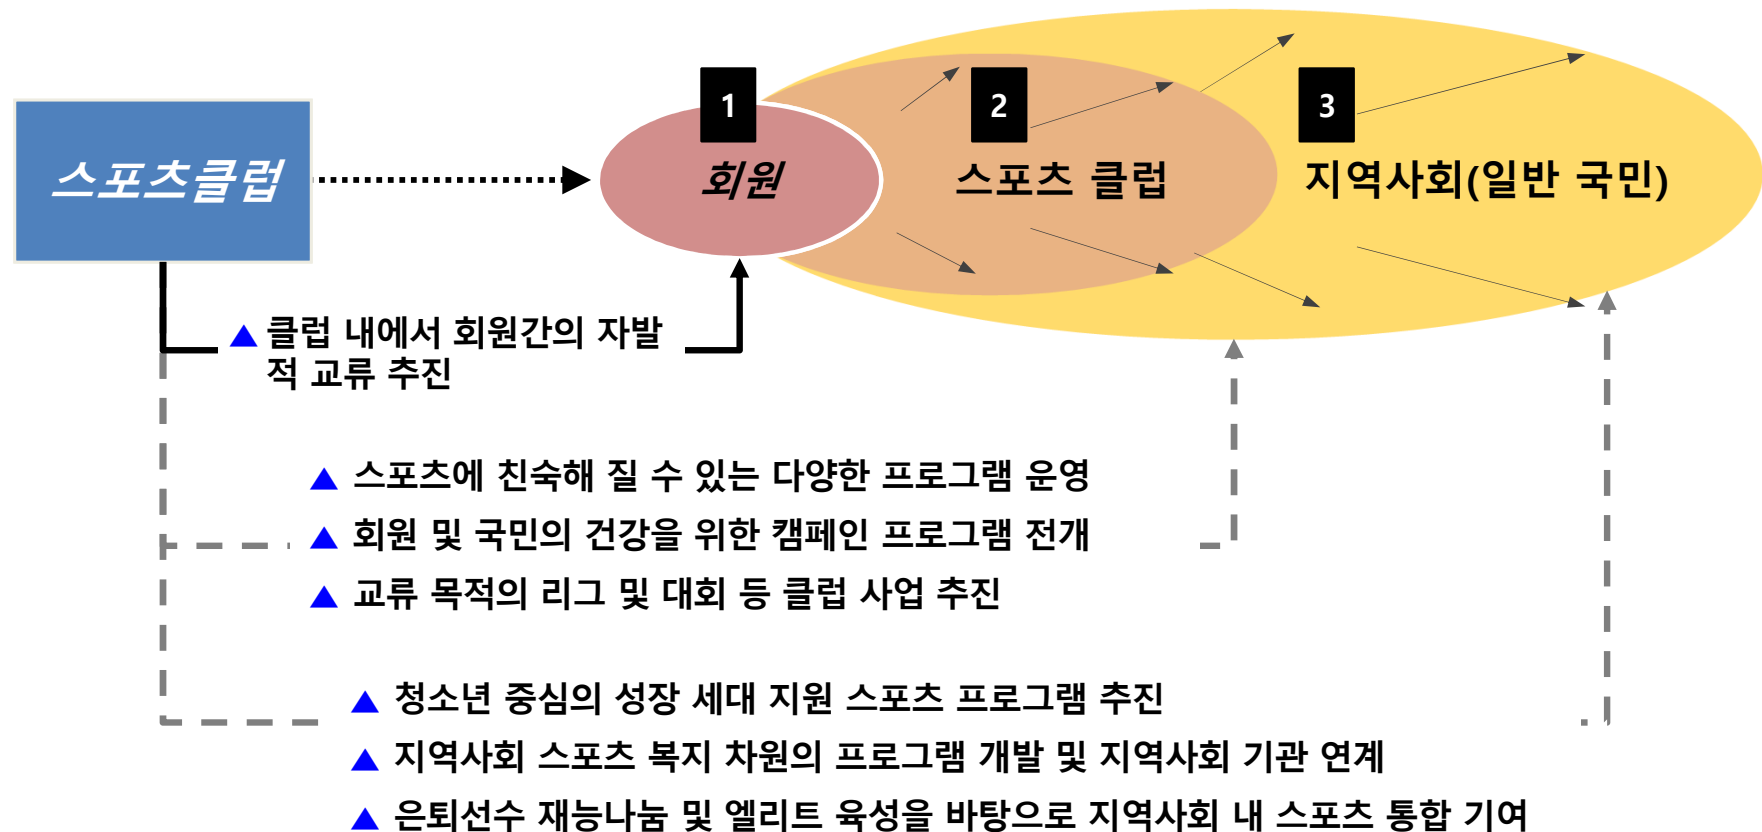 스포츠클럽
1
회원
2
스포츠 클럽
3
지역사회(일반 국민)
▲ 클럽 내에서 회원간의 자발
적 교류 추진
▲ 스포츠에 친숙해 질 수 있는 다양한 프로그램 운영
▲ 회원 및 국민의 건강을 위한 캠페인 프로그램 전개
▲ 교류 목적의 리그 및 대회 등 클럽 사업 추진
▲ 청소년 중심의 성장 세대 지원 스포츠 프로그램 추진
▲ 지역사회 스포츠 복지 차원의 프로그램 개발 및 지역사회 기관 연계
▲ 은퇴선수 재능나눔 및 엘리트 육성을 바탕으로 지역사회 내 스포츠 통합 기여